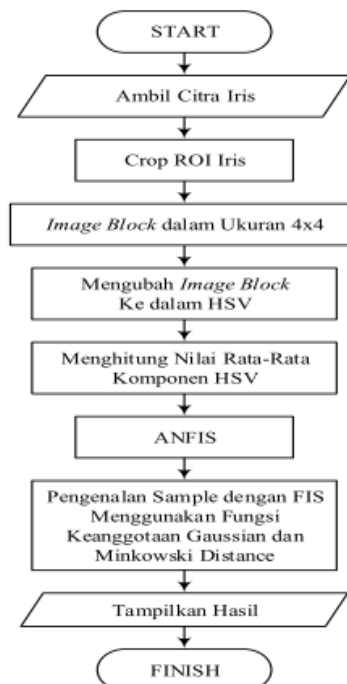 START
Ambil Citra Iris
Crop ROI Iris
Image Block dalam Ukuran 4x4
Mengubah Image Block
Ke dalam HSV
Menghitung Nilai Rata-Rata
Komponen HSV
ANFIS
Pengenalan Sample dengan FIS
Menggunakan Fungsi
Keanggotaan Gaussian dan
Minkowski Distance
Tampilkan Hasil
FINISH